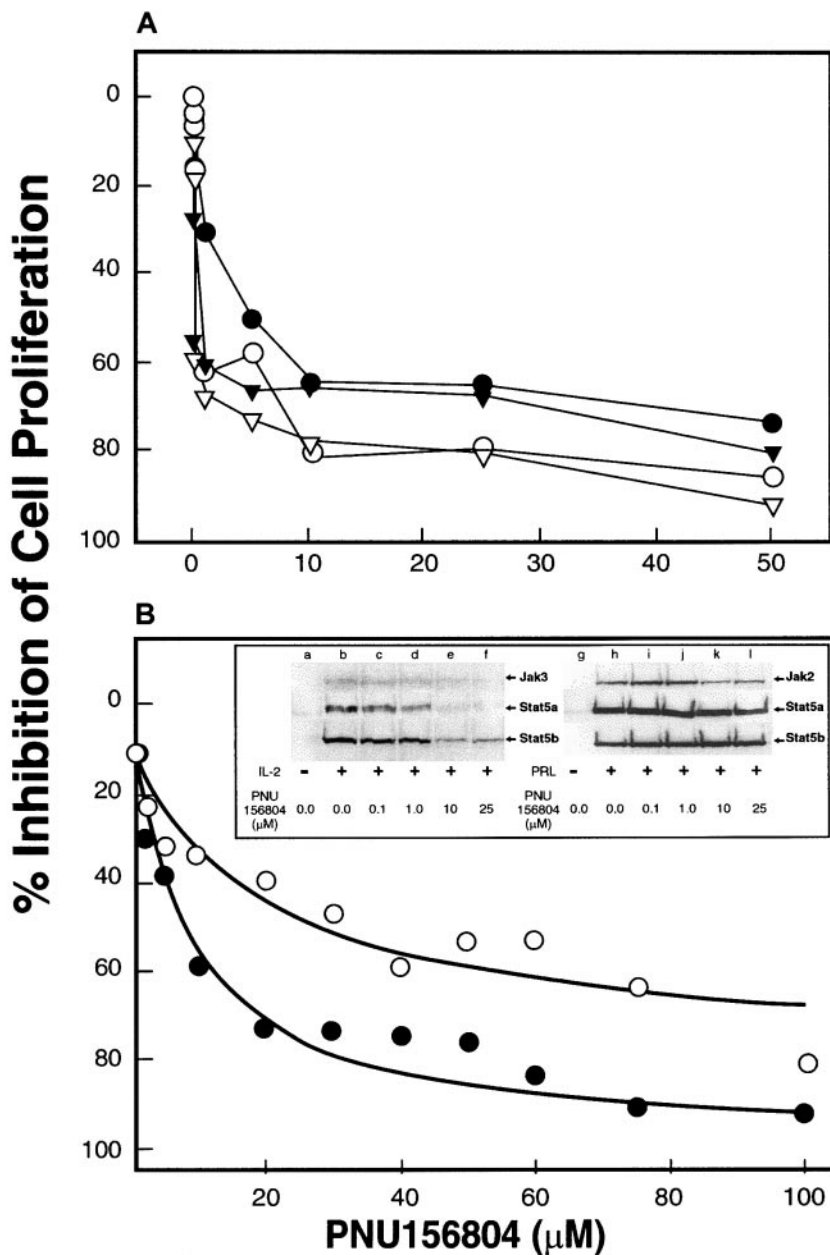 % Inhibition of Cell Proliferation
A
0
20
40
60
80
100
0 10 20 30 40 50
B
0
20
40
60
80
100
a b c d e f g h i j k l
Jak3 Jak2
Stat5a Stat5a
Stat5b Stat5b
IL-2 - + + + + + PRL - + + + + +
PNU 156804 (μM) 0.0 0.0 0.1 1.0 10 25 PNU 156804 (μM) 0.0 0.0 0.1 1.0 10 25
20 40 60 80 100
PNU156804 (μM)